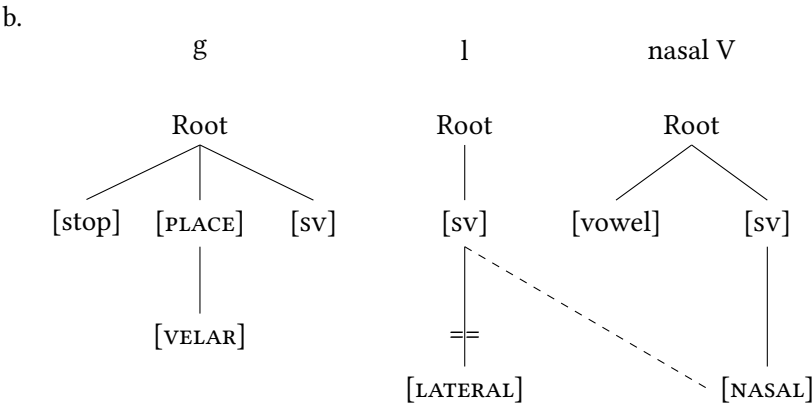 b.
g l nasal V
Root Root Root
[stop] [PLACE] [sv] [sv] [vowel] [sv]
[VELAR]
[LATERAL] [NASAL]